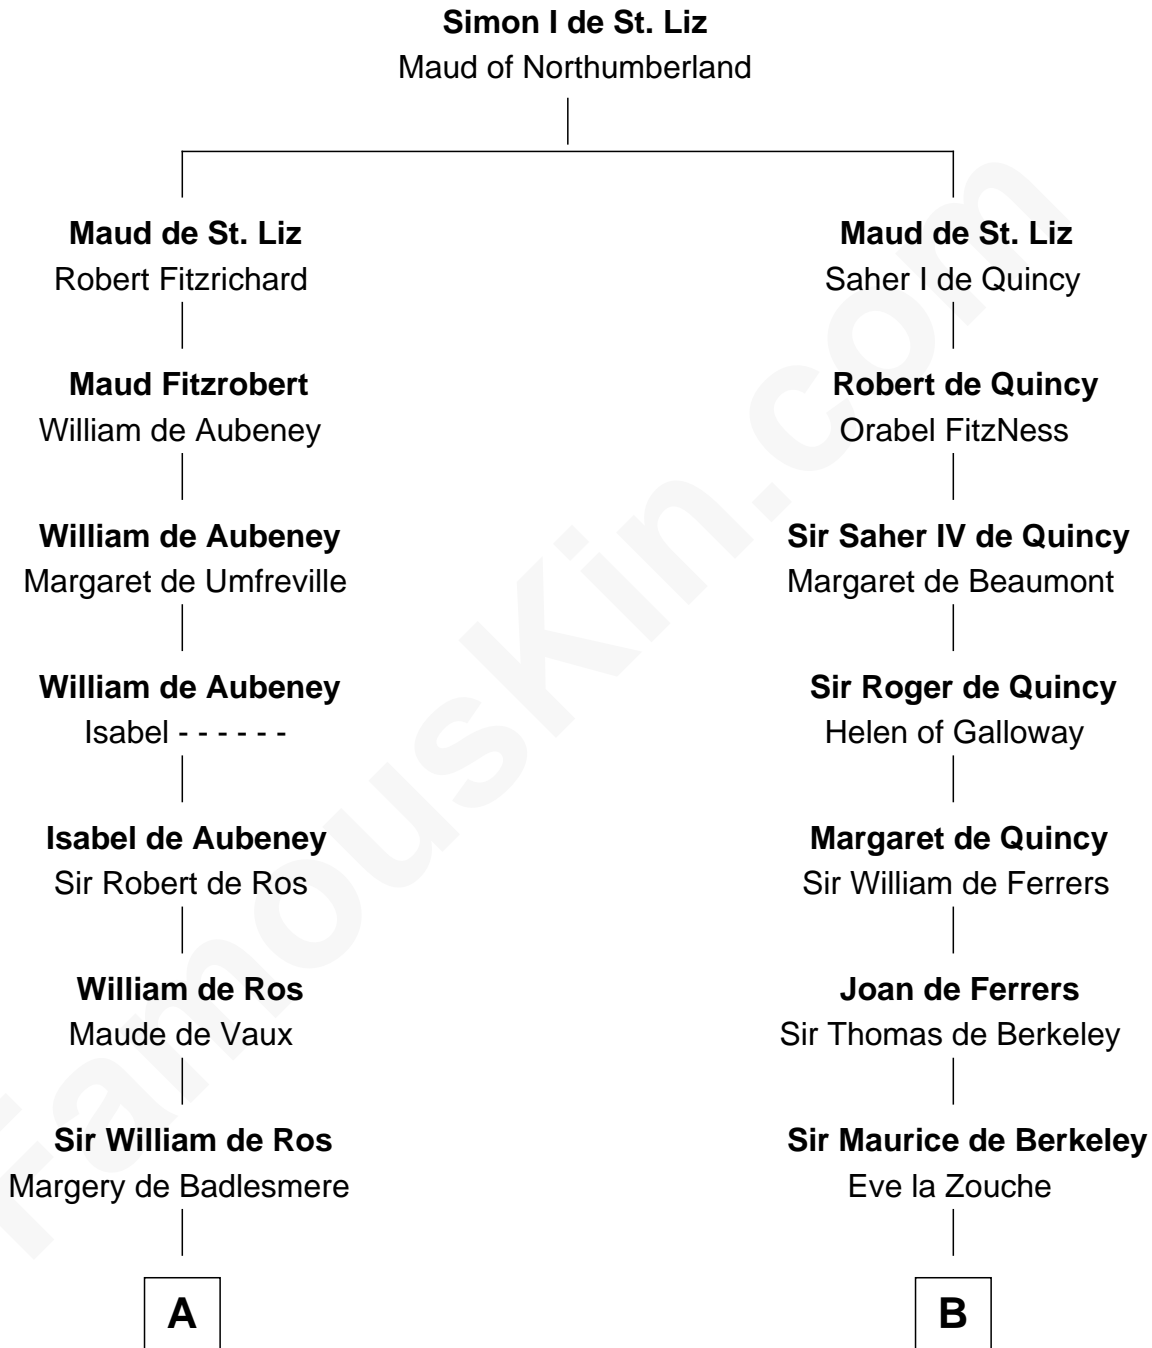 Simon I de St. Liz
Maud of Northumberland
Maud de St. Liz
Robert Fitzrichard
Maud Fitzrobert
William de Aubeney
William de Aubeney
Margaret de Umfreville
William de Aubeney
Isabel - - - - - -
Isabel de Aubeney
Sir Robert de Ros
William de Ros
Maude de Vaux
Sir William de Ros
Margery de Badlesmere
A
Maud de St. Liz
Saher I de Quincy
Robert de Quincy
Orabel FitzNess
Sir Saher IV de Quincy
Margaret de Beaumont
Sir Roger de Quincy
Helen of Galloway
Margaret de Quincy
Sir William de Ferrers
Joan de Ferrers
Sir Thomas de Berkeley
Sir Maurice de Berkeley
Eve la Zouche
B
FamousKin.com